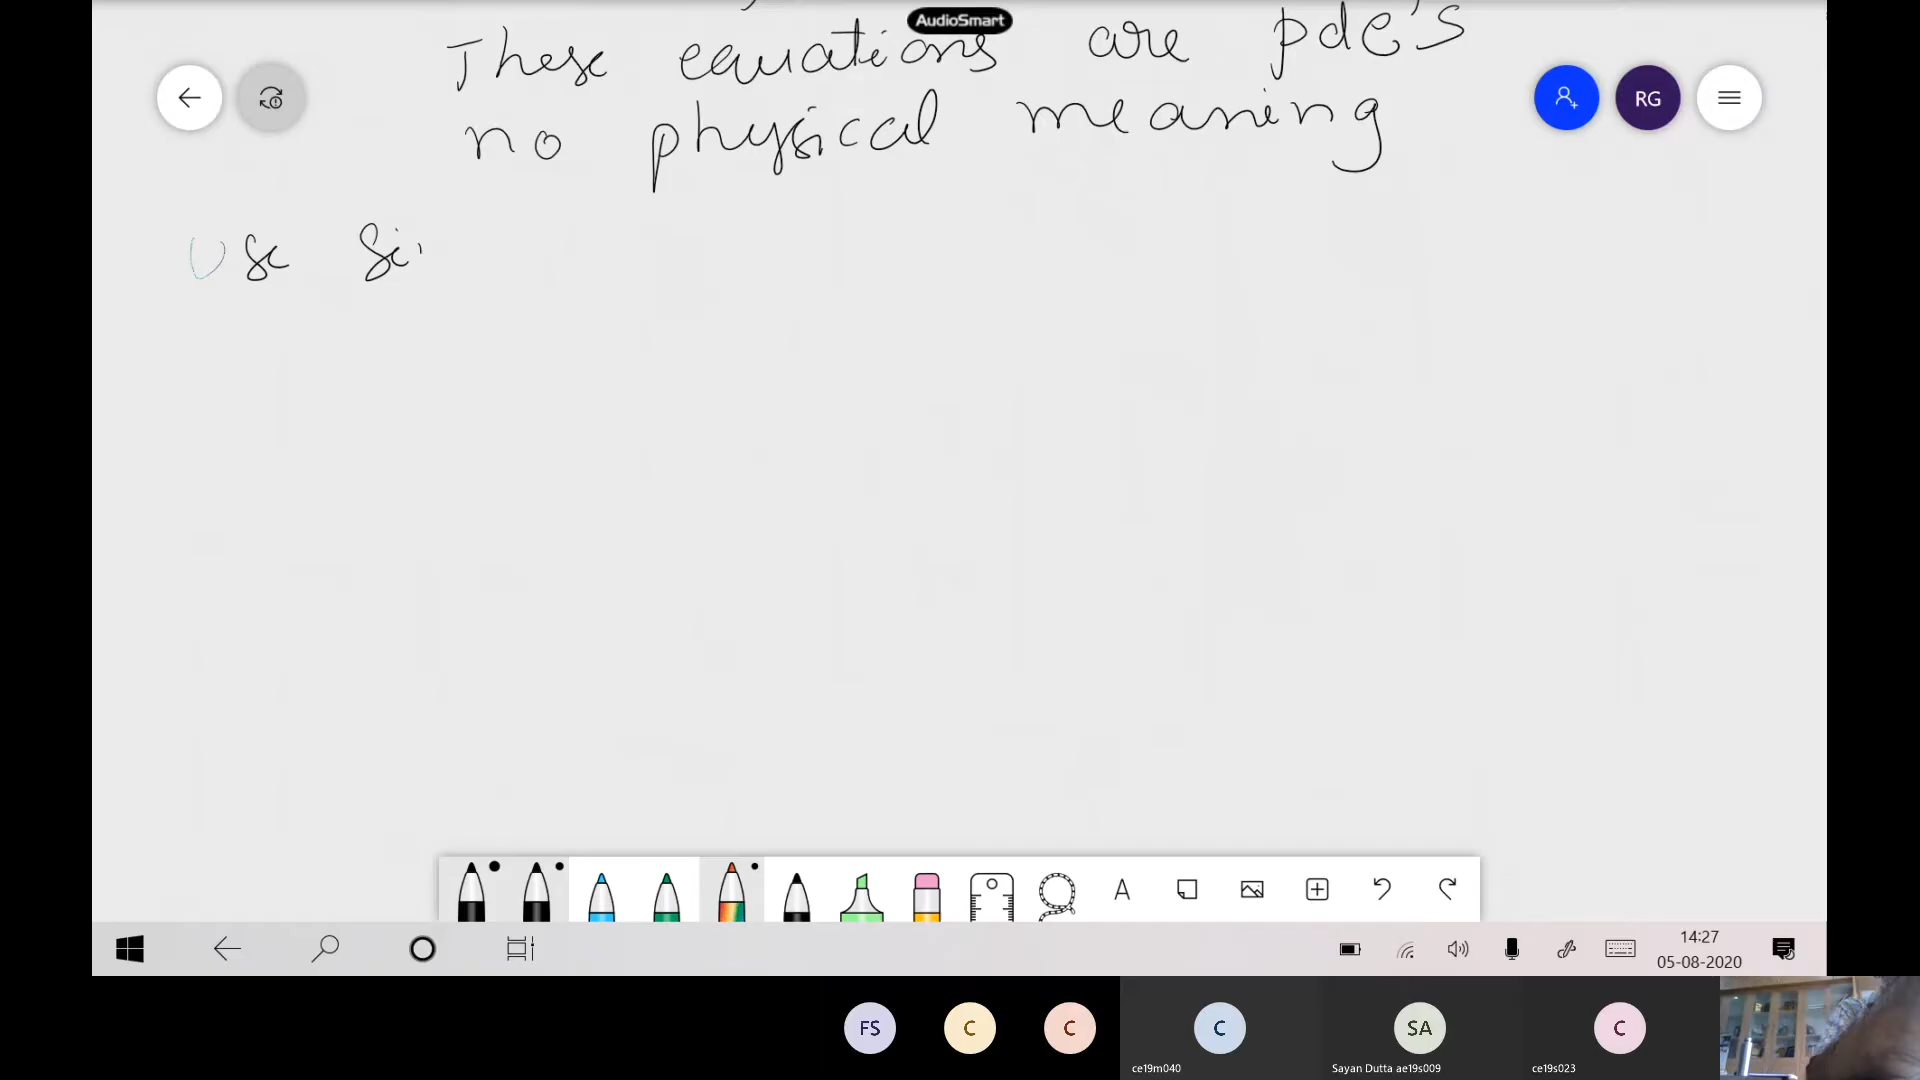 AudioSmart
These equations are pde's
no physical meaning
RG
Use Si
A
14:27
05-08-2020
FS
C
C
C
SA
C
ce19m040
Sayan Dutta ae19s009
ce19s023